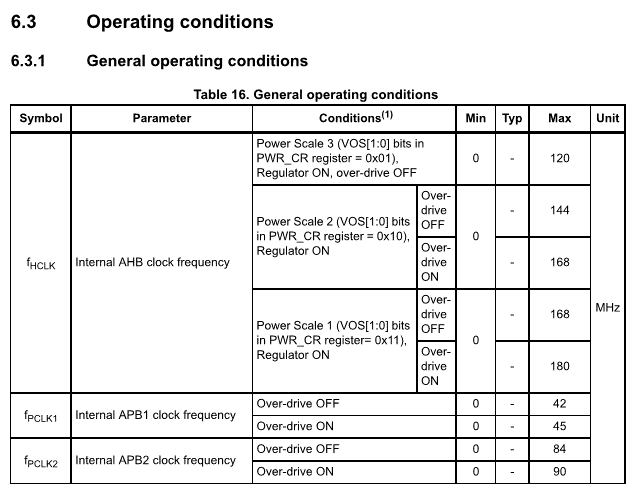 6.3 Operating conditions
6.3.1 General operating conditions
Table 16. General operating conditions
Symbol Parameter Conditions(1) Min Typ Max Unit
Power Scale 3 (VOS[1:0] bits in
PWR_CR register = 0x01),
Regulator ON, over-drive OFF
0 - 120
Power Scale 2 (VOS[1:0] bits
in PWR_CR register = 0x10),
Regulator ON
Over-
drive
OFF
- 144
0
Over-
drive
ON
- 168
fHCLK Internal AHB clock frequency
Power Scale 1 (VOS[1:0] bits
in PWR_CR register= 0x11),
Regulator ON
Over-
drive
OFF
- 168
0
Over-
drive
ON
- 180
MHz
fPCLK1 Internal APB1 clock frequency
Over-drive OFF 0 - 42
Over-drive ON 0 - 45
fPCLK2 Internal APB2 clock frequency
Over-drive OFF 0 - 84
Over-drive ON 0 - 90